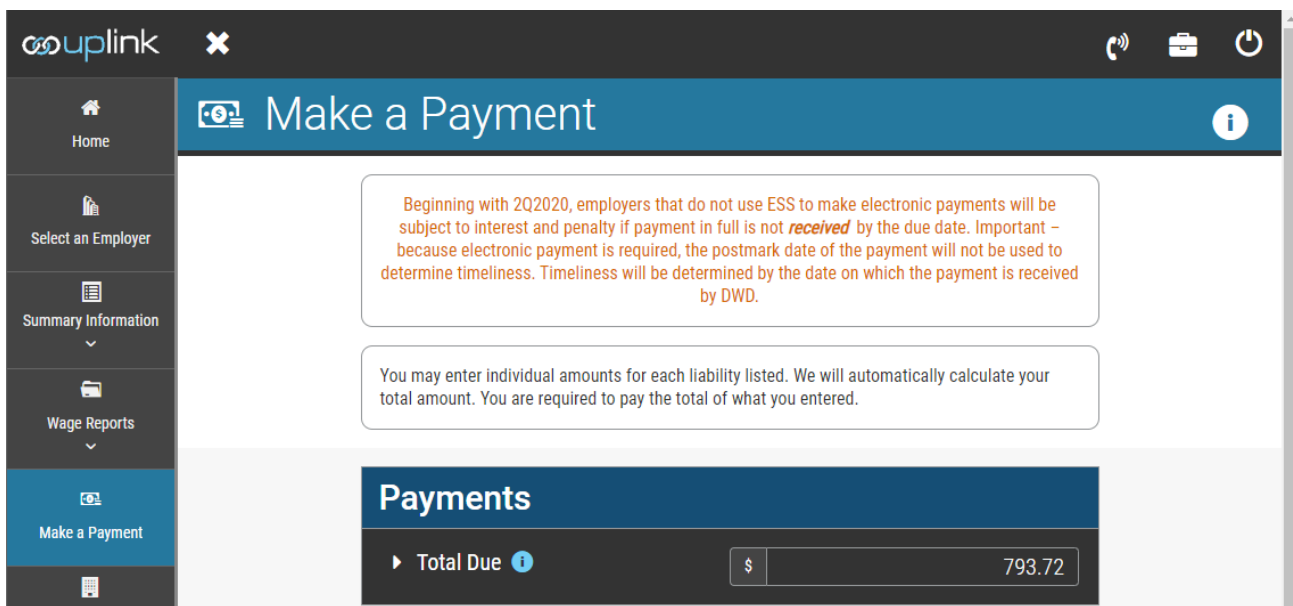 uplink
Make a Payment
Home
Select an Employer
Summary Information
Wage Reports
Make a Payment
Beginning with 2Q2020, employers that do not use ESS to make electronic payments will be
subject to interest and penalty if payment in full is not received by the due date. Important –
because electronic payment is required, the postmark date of the payment will not be used to
determine timeliness. Timeliness will be determined by the date on which the payment is received
by DWD.
You may enter individual amounts for each liability listed. We will automatically calculate your
total amount. You are required to pay the total of what you entered.
Payments
Total Due $ 793.72